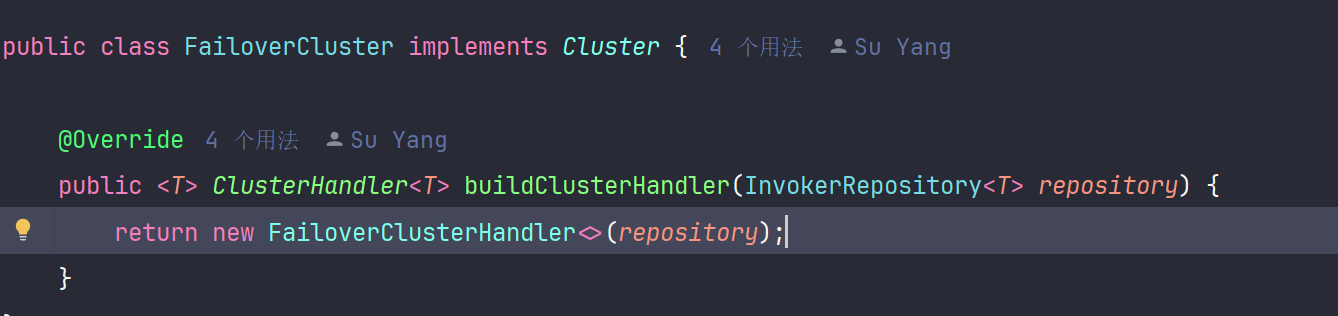 public class FailoverCluster implements Cluster { 4 个用法 Su Yang
@Override 4 个用法 Su Yang
public <T> ClusterHandler<T> buildClusterHandler(InvokerRepository<T> repository) {
return new FailoverClusterHandler<>(repository);
}